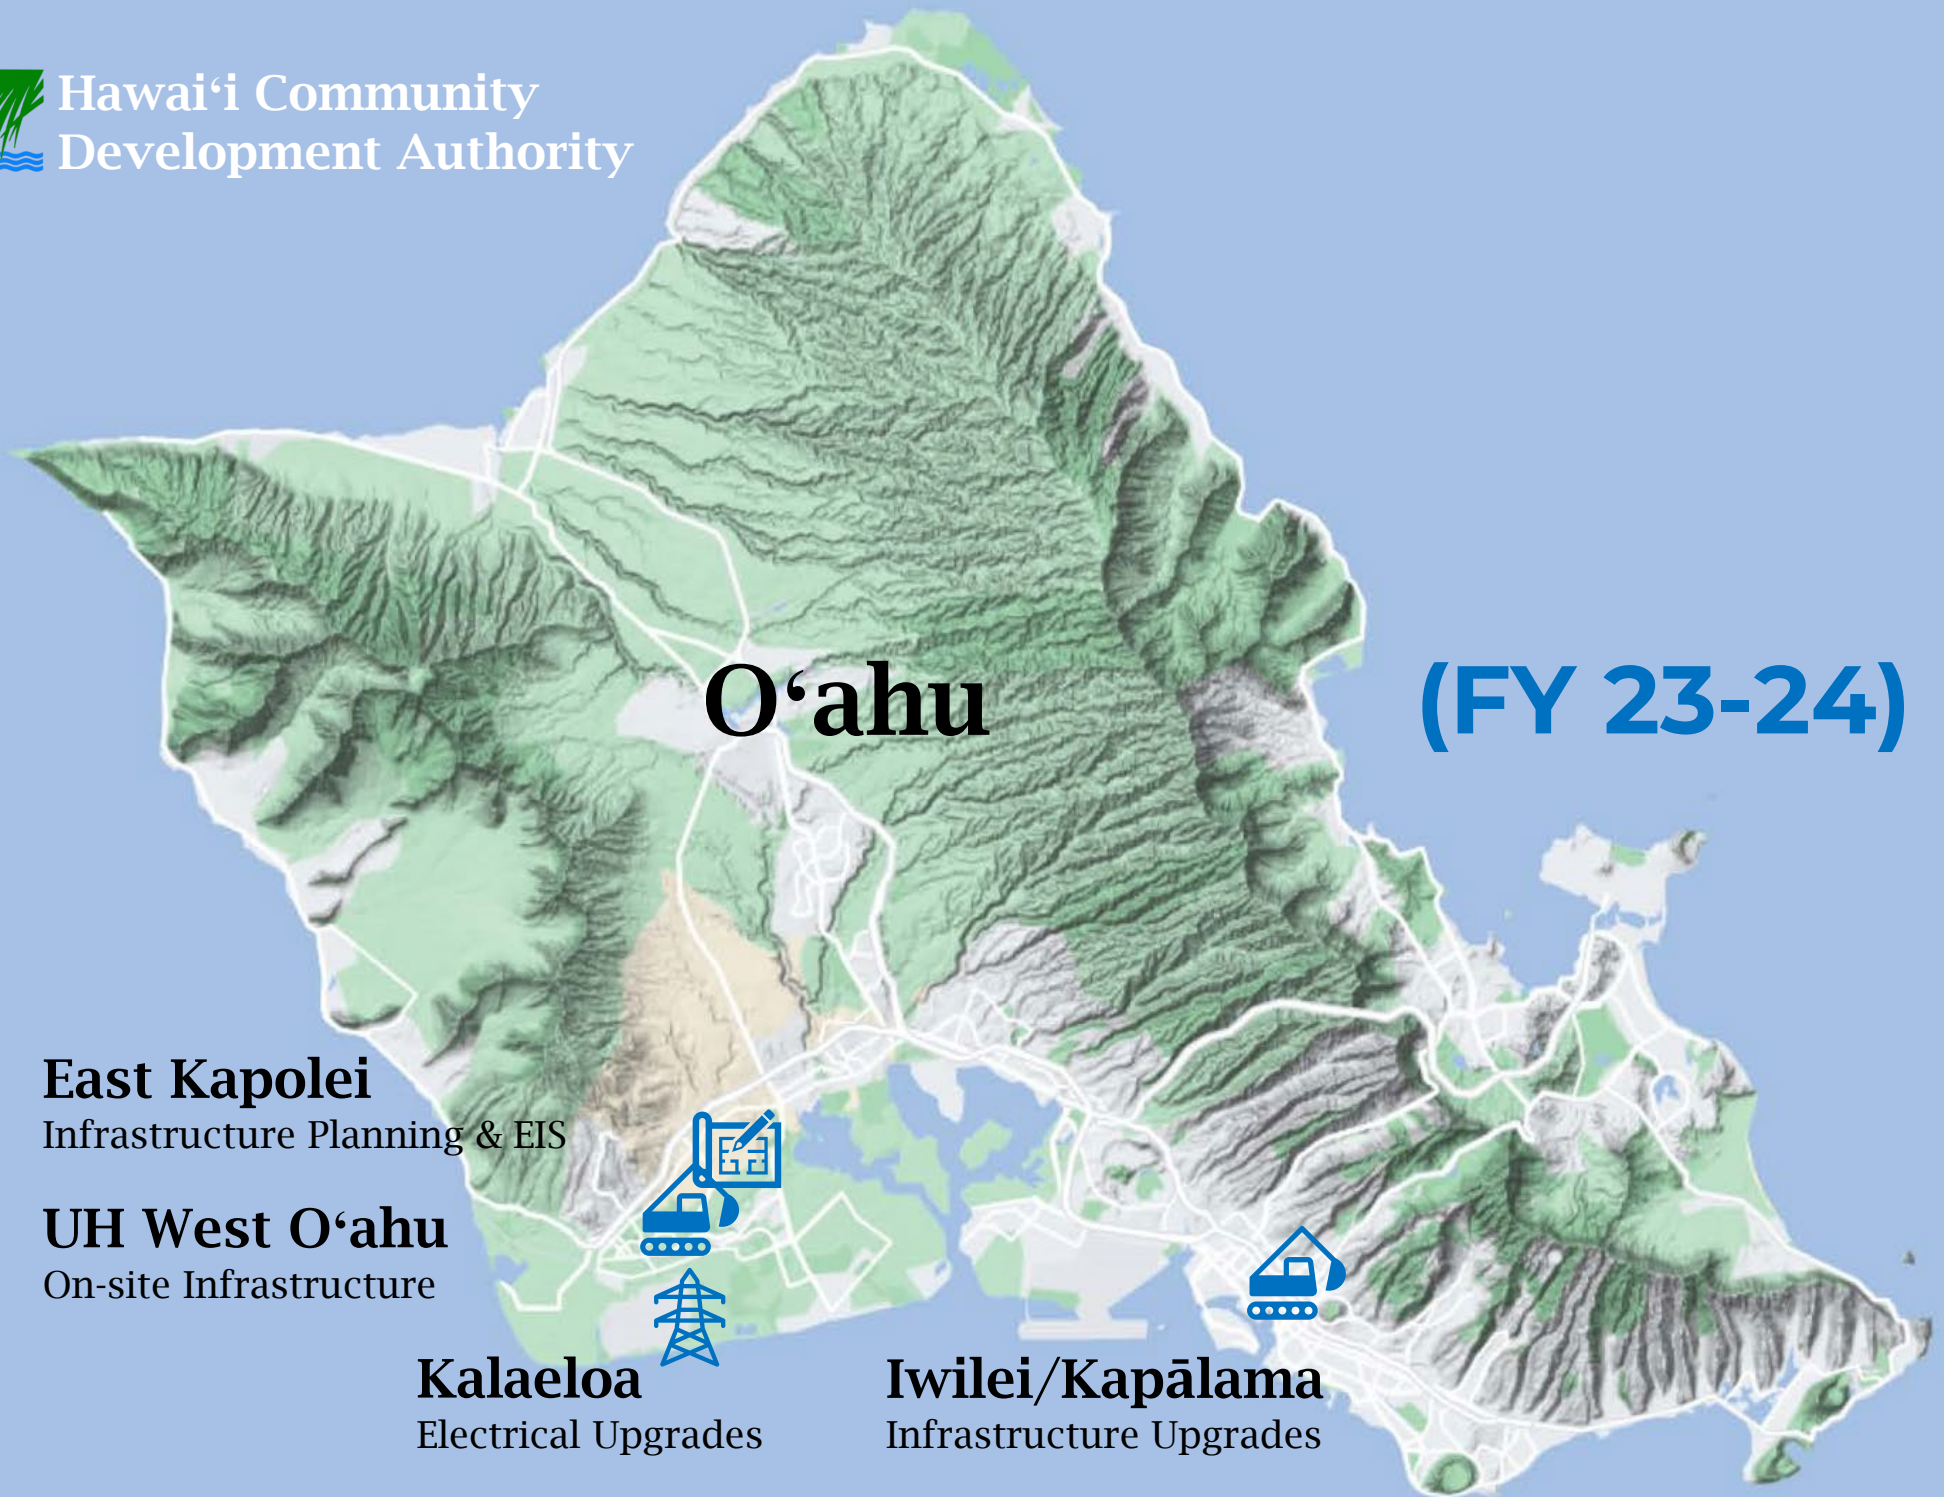 Hawaiʻi Community
Development Authority
Oʻahu
(FY 23-24)
East Kapolei
Infrastructure Planning & EIS
UH West Oʻahu
On-site Infrastructure
Kalaeloa
Electrical Upgrades
Iwilei/Kapālama
Infrastructure Upgrades